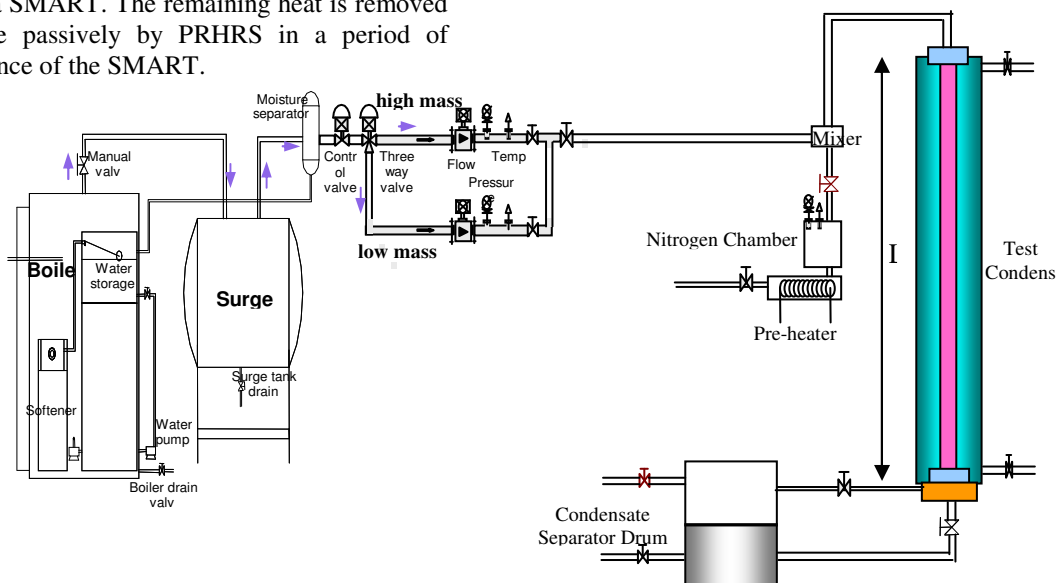 a SMART. The remaining heat is removed
e passively by PRHRS in a period of
nce of the SMART.
Moisture
separator
high mass
Manual
valv
Contr
ol
valve
Three
way
valve
Flow
Temp
Pressur
e
low mass
Mixer
Boile
Water
storage
Surge
Nitrogen Chamber
I
Test
Condens
Pre-heater
Surge tank
drain
Softener
Water
pump
Boiler drain
valv
Condensate
Separator Drum